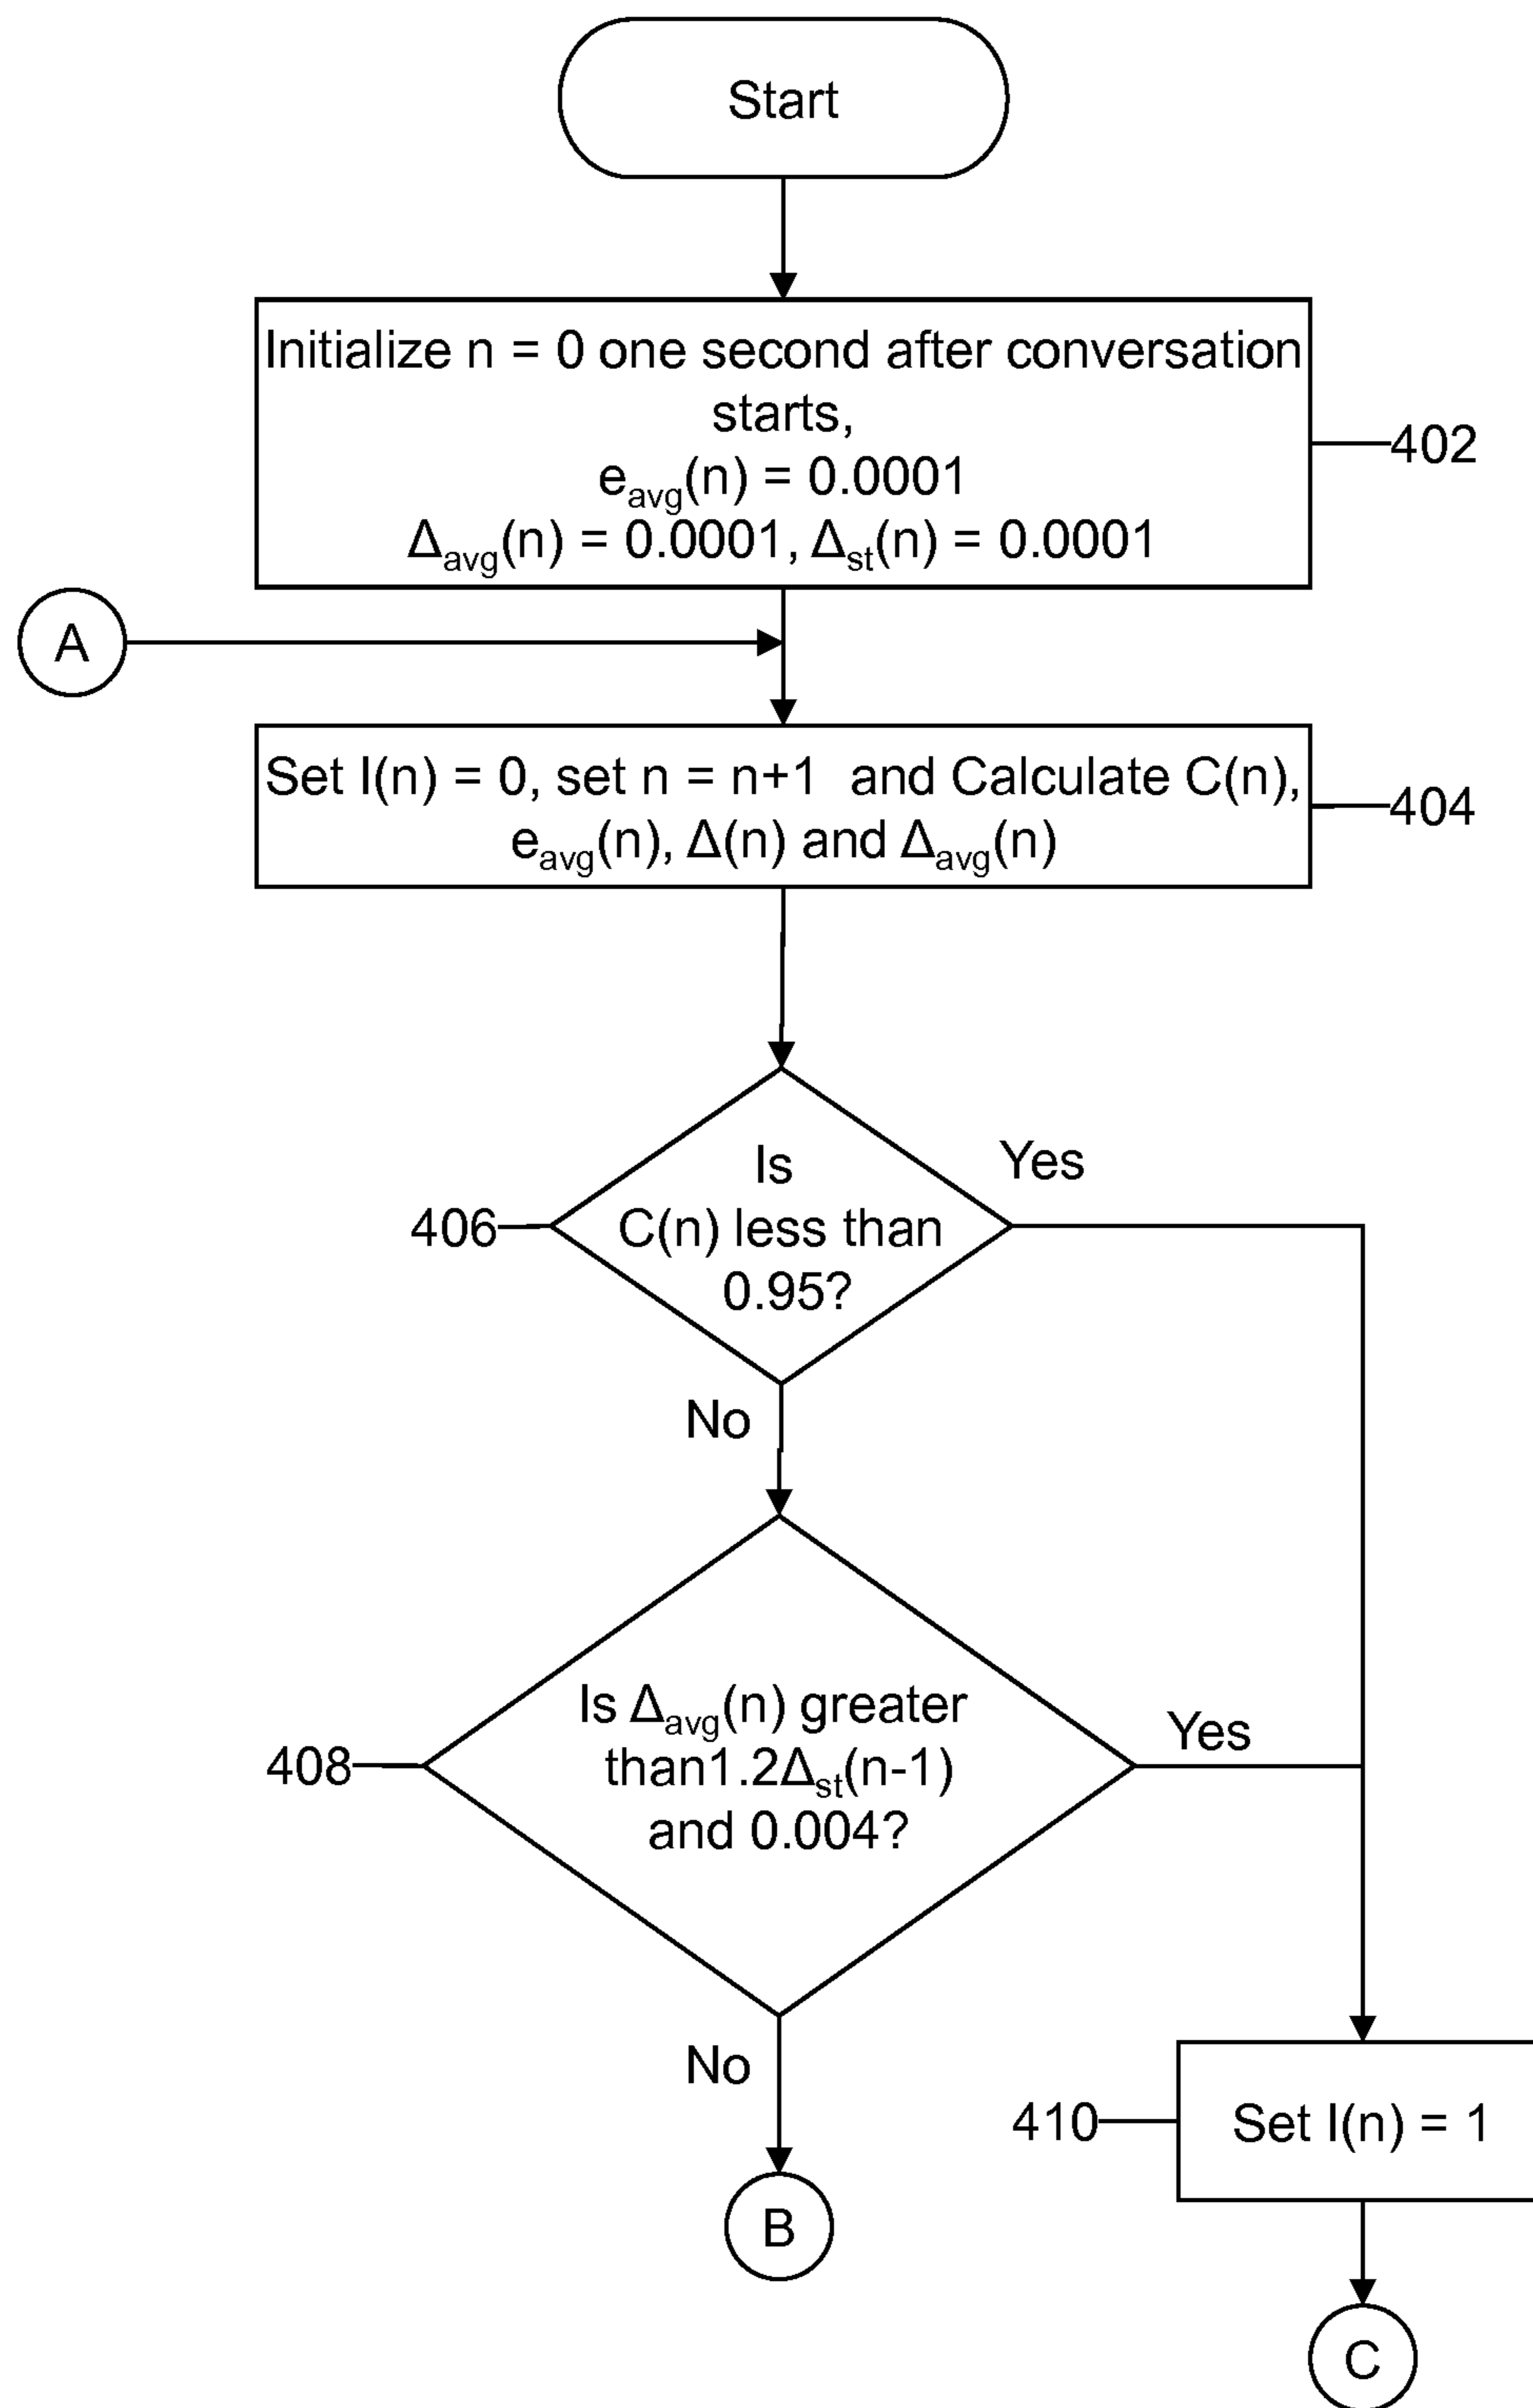 Start
Initialize n = 0 one second after conversation
starts,
eavg(n) = 0.0001
Δavg(n) = 0.0001, Δst(n) = 0.0001
402
A
Set I(n) = 0, set n = n+1 and Calculate C(n),
eavg(n), Δ(n) and Δavg(n)
404
Is
C(n) less than
0.95?
406
Yes
No
Is Δavg(n) greater
than1.2Δst(n-1)
and 0.004?
408
Yes
No
410
Set I(n) = 1
B
C